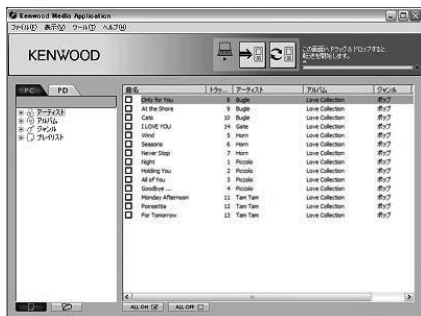 Kenwood Media Application
ファイル(F) 表示(V) ツール(T) ヘルプ(H)
KENWOOD
この画面へドラッグ&ドロップすると
転送を開始します。
PC PD
アーティスト
アルバム
ジャンル
プレイリスト
曲名 トラッ... アーティスト アルバム ジャンル
Only for You 8 Bugle Love Collection ポップ
At the Shore 9 Bugle Love Collection ポップ
Cats 10 Bugle Love Collection ポップ
I LOVE YOU 14 Gate Love Collection ポップ
Wind 5 Horn Love Collection ポップ
Seasons 6 Horn Love Collection ポップ
Never Stop 7 Horn Love Collection ポップ
Night 1 Piccolo Love Collection ポップ
Holding You 2 Piccolo Love Collection ポップ
All of You 3 Piccolo Love Collection ポップ
Goodbye ... 4 Piccolo Love Collection ポップ
Monday Afternoon 11 Tam Tam Love Collection ポップ
Poinsettia 12 Tam Tam Love Collection ポップ
For Tomorrow 13 Tam Tam Love Collection ポップ
ALL ON ALL OFF